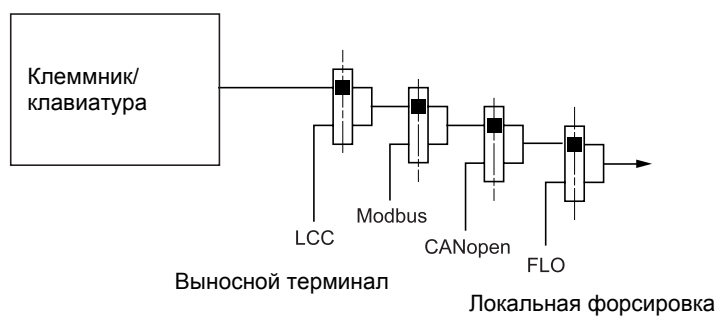 Клеммник/
клавиатура
LCC
Modbus
CANopen
FLO
Выносной терминал
Локальная форсировка